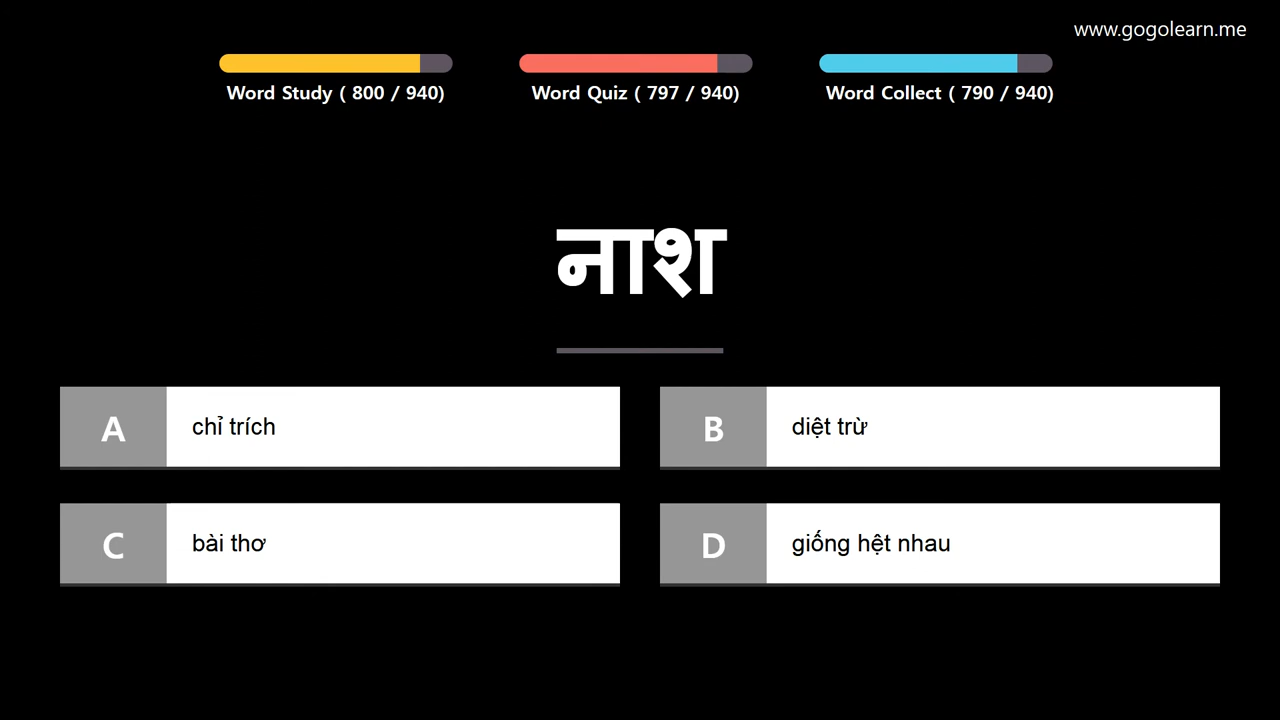 www.gogolearn.me
Word Study ( 800 / 940)
Word Quiz ( 797 / 940)
Word Collect ( 790 / 940)
नाश
A
chỉ trích
B
diệt trừ
C
bài thơ
D
giống hệt nhau